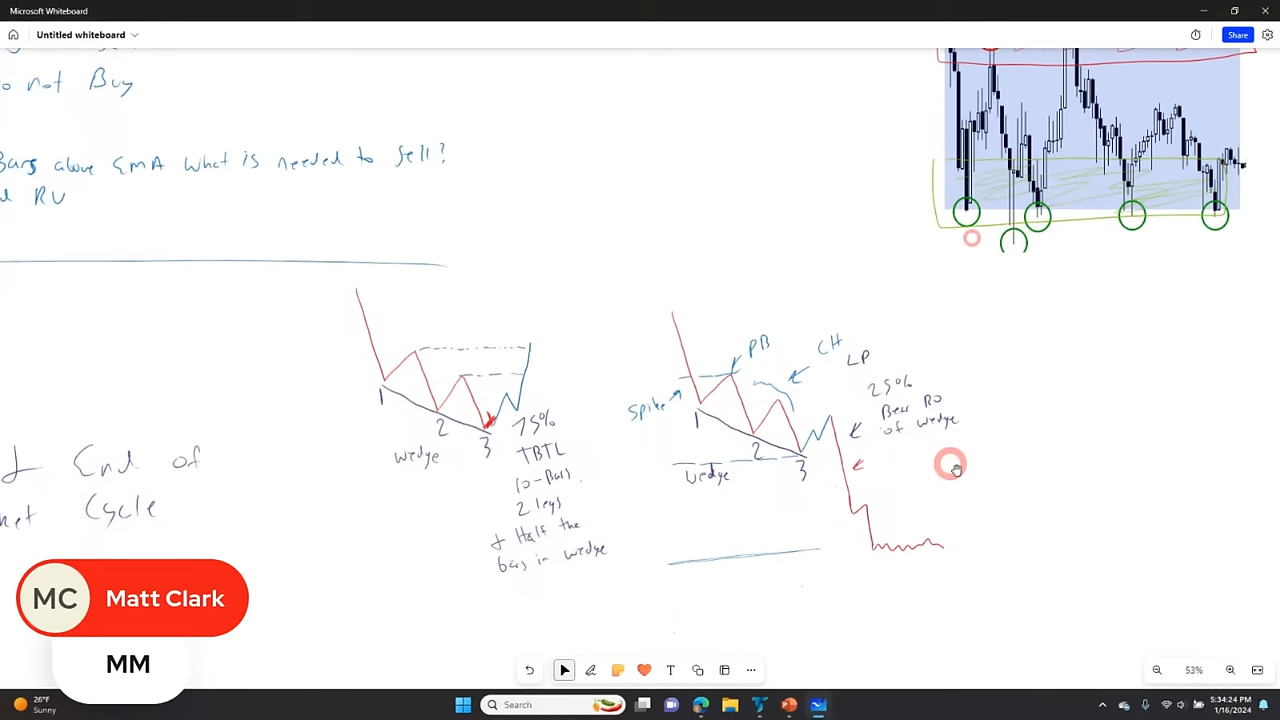 Microsoft Whiteboard
Untitled whiteboard
Share
o not Buy
Bars above EMA what is needed to sell?
d RV
1
2
3
wedge
75%
TBTL
10-Bars
2 legs
+ Half the
bars in wedge
Spike
PB
CH
LP
25%
Bear BO
of wedge
1
2
3
wedge
+ End of
ket Cycle
MC
Matt Clark
MM
T
53%
26°F
Sunny
Search
5:34:24 PM
1/16/2024